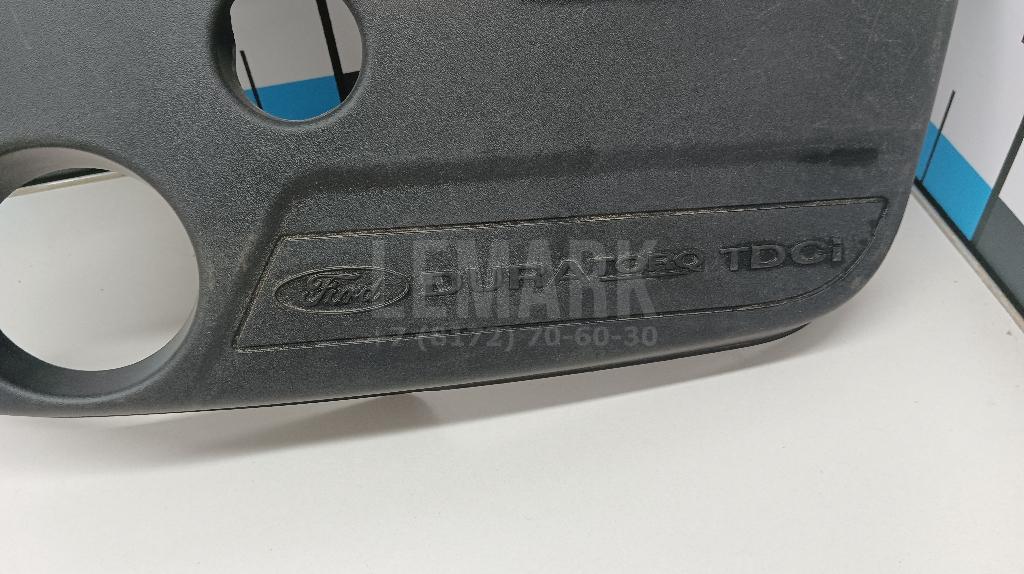 Ford DURATORQ TDCi
LEMARK
+7 (8172) 70-60-30